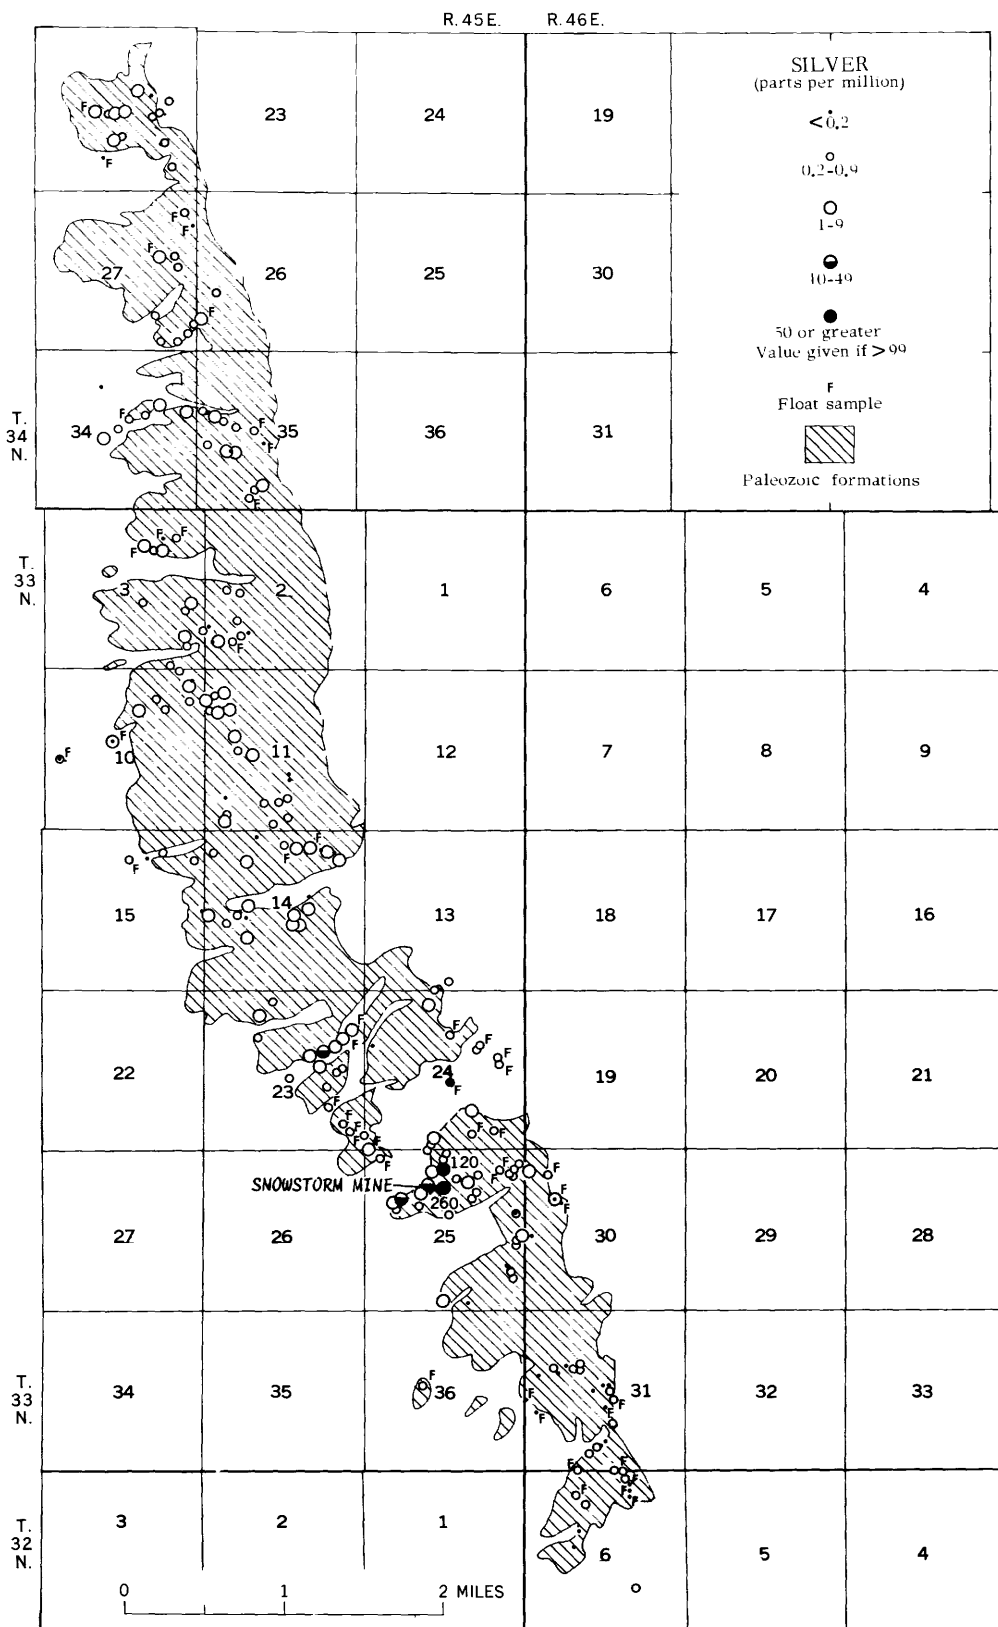 R. 45 E. R. 46 E.
SILVER
(parts per million)
<0.2
0.2-0.9
1-9
10-49
50 or greater
Value given if >99
F
Float sample
Paleozoic formations
23 24 19
F
F
F
F
F
27 26 25 30
F
T.
34
N.
34 35 36 31
F
F
F
F
T.
33
N.
F F
F
3 2 1 6 5 4
F
F
F
10 11 12 7 8 9
F
F
F
15 14 13 18 17 16
F
F
F
F
F
22 23 24 19 20 21
F
F
F
F
F
F
F
F
F
F
F
120
SNOWSTORM MINE
260
F
F
27 26 25 30 29 28
F
T.
33
N.
34 35 36 31 32 33
F
F
F
F
F
F
F
F
F
T.
32
N.
3 2 1 6 5 4
0 1 2 MILES